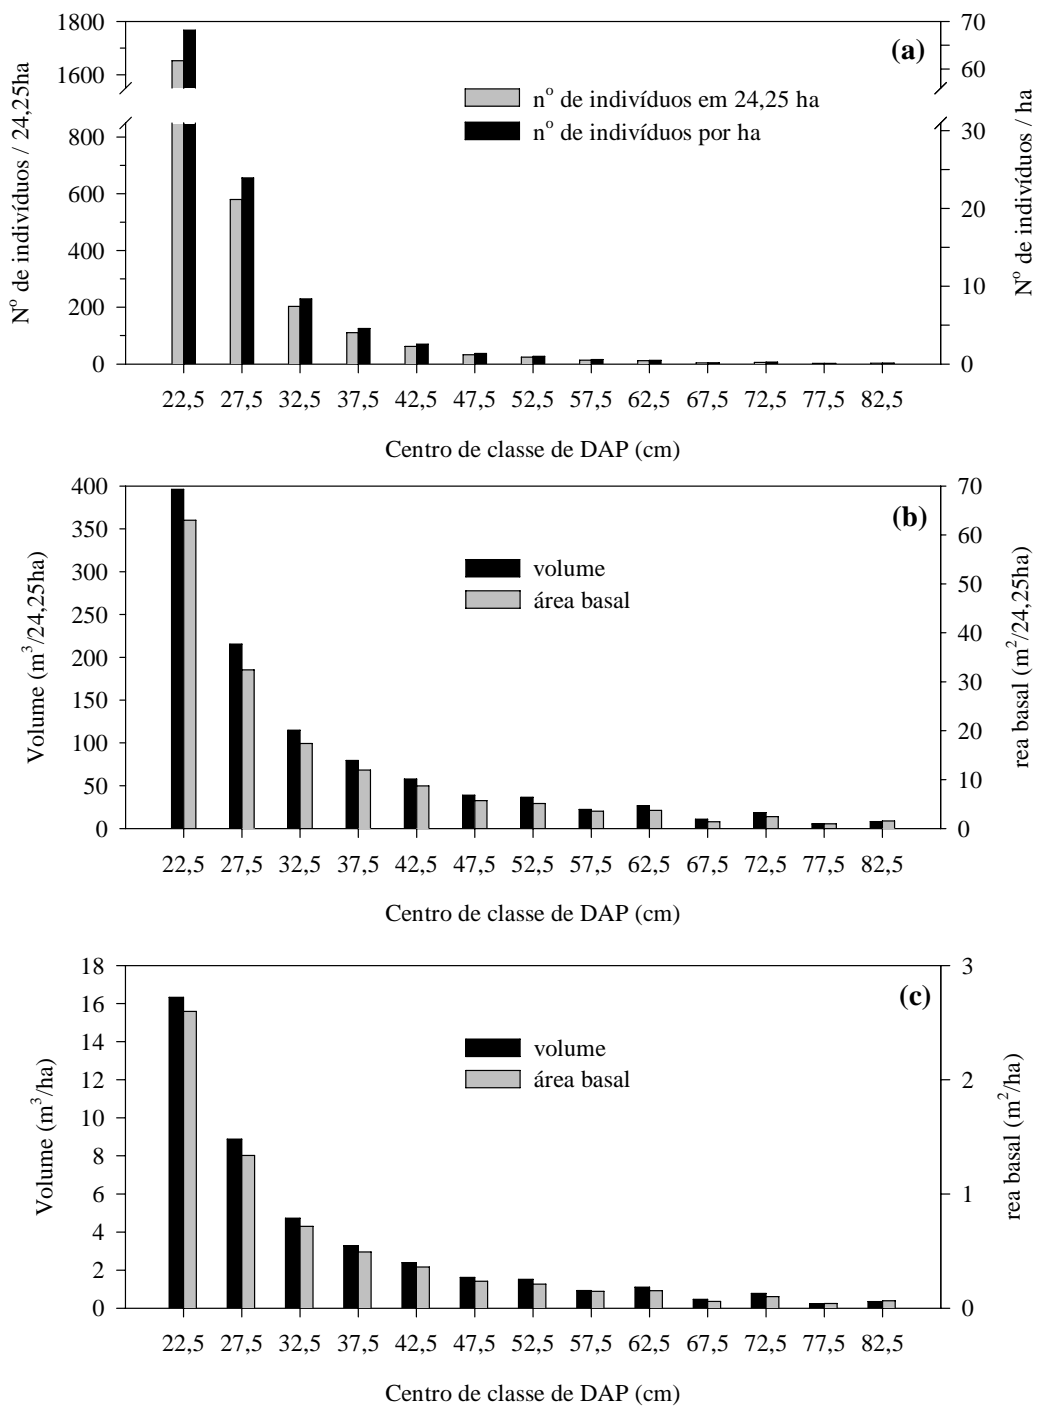 1800
1600
800
600
400
200
0
70
60
30
20
10
0
Nº de indivíduos / 24,25ha
Nº de indivíduos / ha
(a)
nº de indivíduos em 24,25 ha
nº de indivíduos por ha
22,5 27,5 32,5 37,5 42,5 47,5 52,5 57,5 62,5 67,5 72,5 77,5 82,5
Centro de classe de DAP (cm)
400
350
300
250
200
150
100
50
0
70
60
50
40
30
20
10
0
Volume (m³/24,25ha)
rea basal (m²/24,25ha)
(b)
volume
área basal
22,5 27,5 32,5 37,5 42,5 47,5 52,5 57,5 62,5 67,5 72,5 77,5 82,5
Centro de classe de DAP (cm)
18
16
14
12
10
8
6
4
2
0
3
2
1
0
Volume (m³/ha)
rea basal (m²/ha)
(c)
volume
área basal
22,5 27,5 32,5 37,5 42,5 47,5 52,5 57,5 62,5 67,5 72,5 77,5 82,5
Centro de classe de DAP (cm)